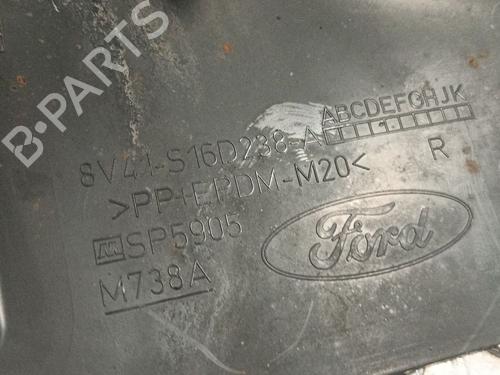 B-PARTS
ABCDEFGHJK
8V41-S16D238-A
>PP+EPDM-M20<
R
SP5905
Ford
M738A